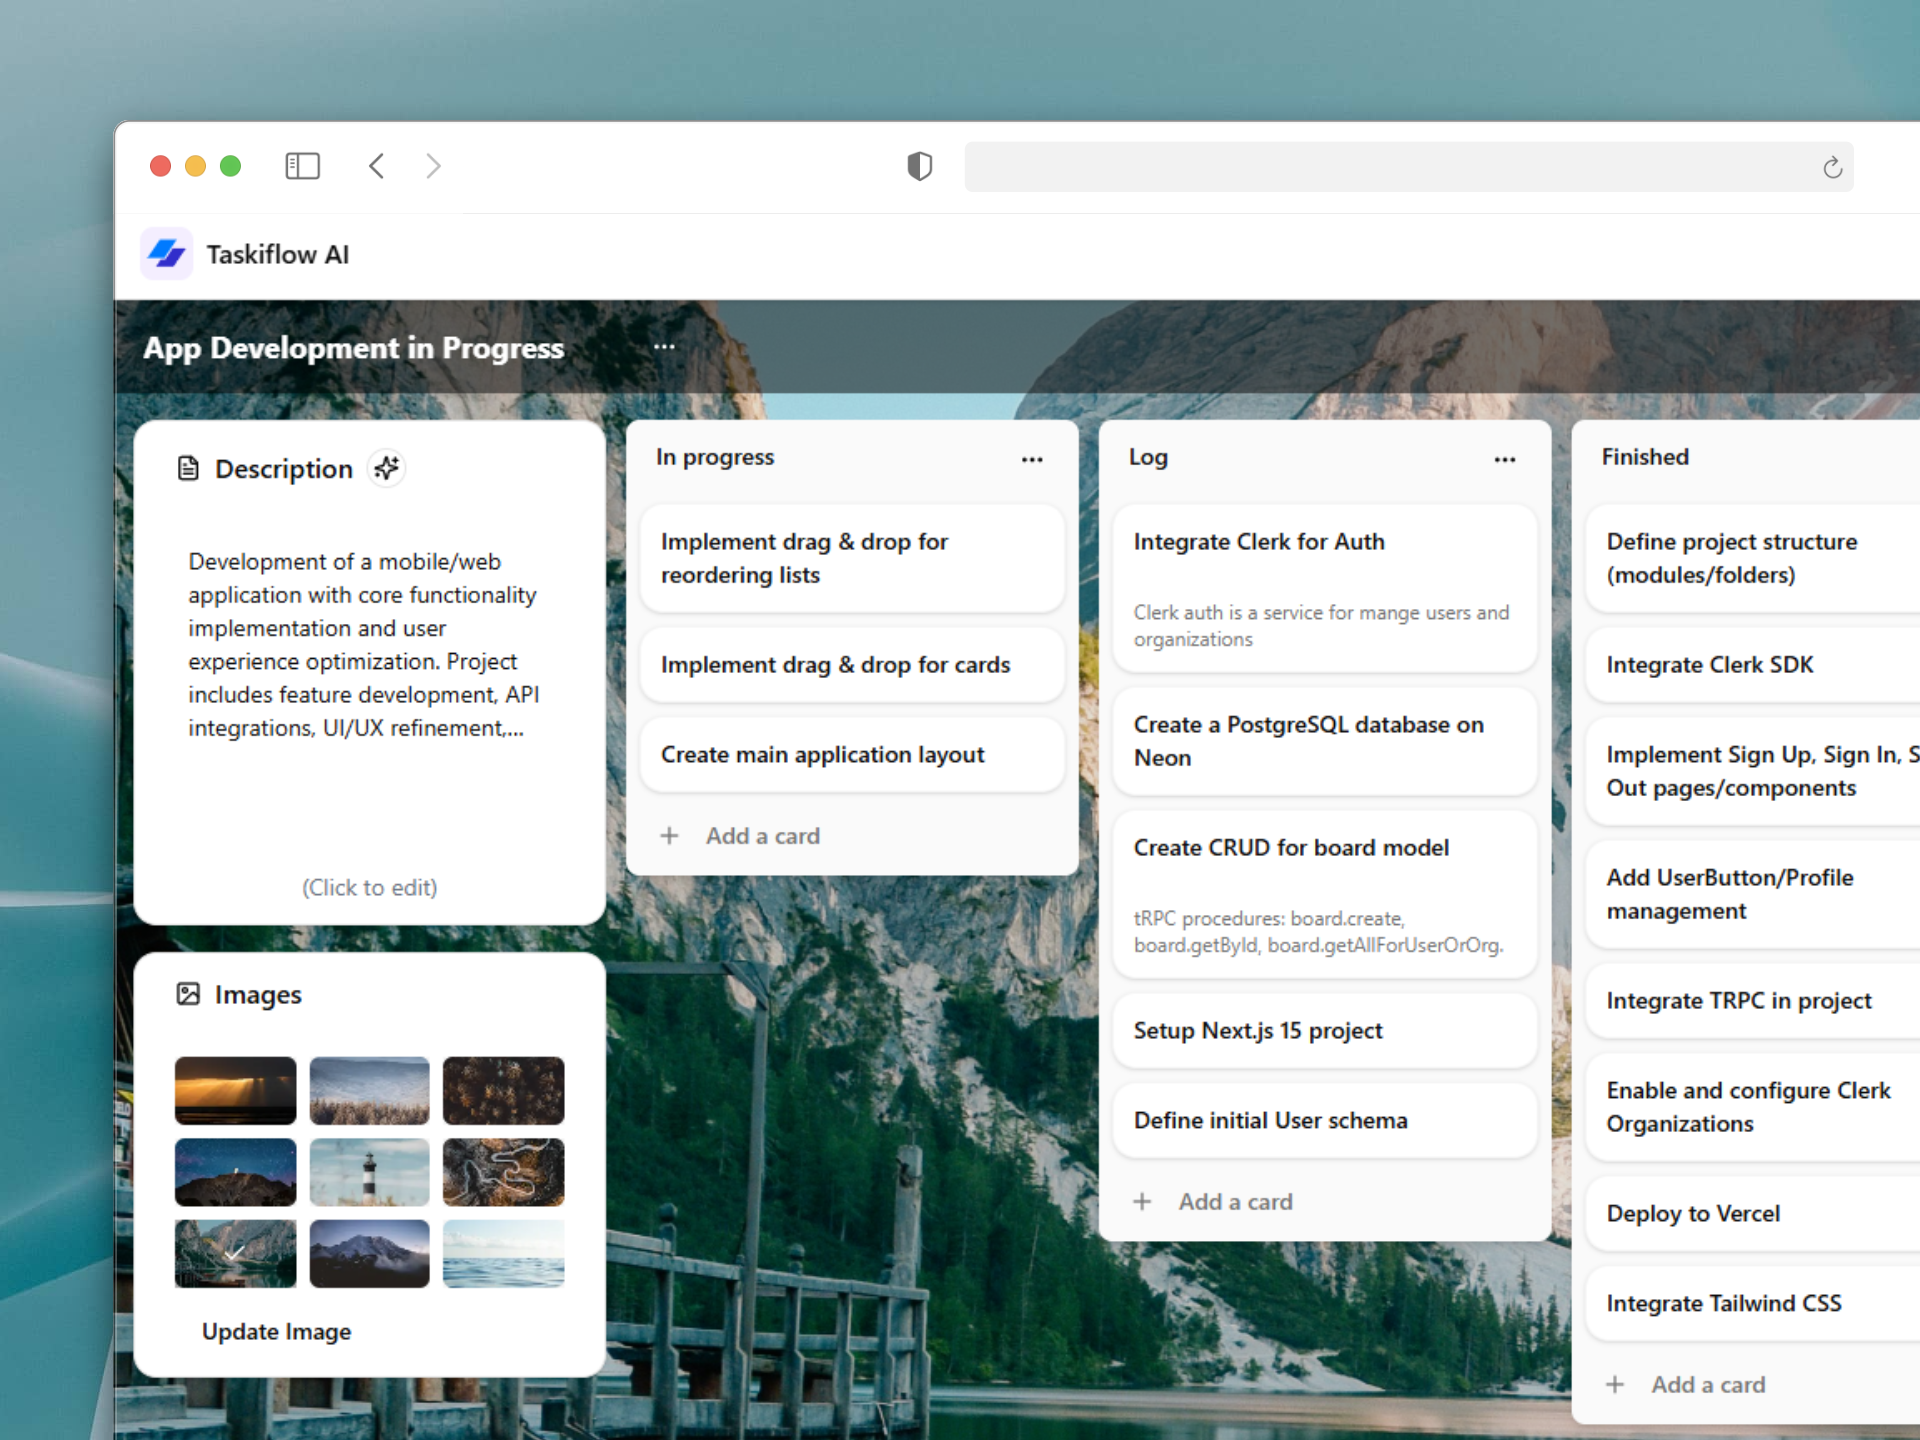 Taskiflow AI
App Development in Progress
Description
Development of a mobile/web
application with core functionality
implementation and user
experience optimization. Project
includes feature development, API
integrations, UI/UX refinement,...
(Click to edit)
Images
Update Image
In progress
Implement drag & drop for
reordering lists
Implement drag & drop for cards
Create main application layout
+ Add a card
Log
Integrate Clerk for Auth
Clerk auth is a service for mange users and
organizations
Create a PostgreSQL database on
Neon
Create CRUD for board model
tRPC procedures: board.create,
board.getById, board.getAllForUserOrOrg.
Setup Next.js 15 project
Define initial User schema
+ Add a card
Finished
Define project structure
(modules/folders)
Integrate Clerk SDK
Implement Sign Up, Sign In, S
Out pages/components
Add UserButton/Profile
management
Integrate TRPC in project
Enable and configure Clerk
Organizations
Deploy to Vercel
Integrate Tailwind CSS
+ Add a card